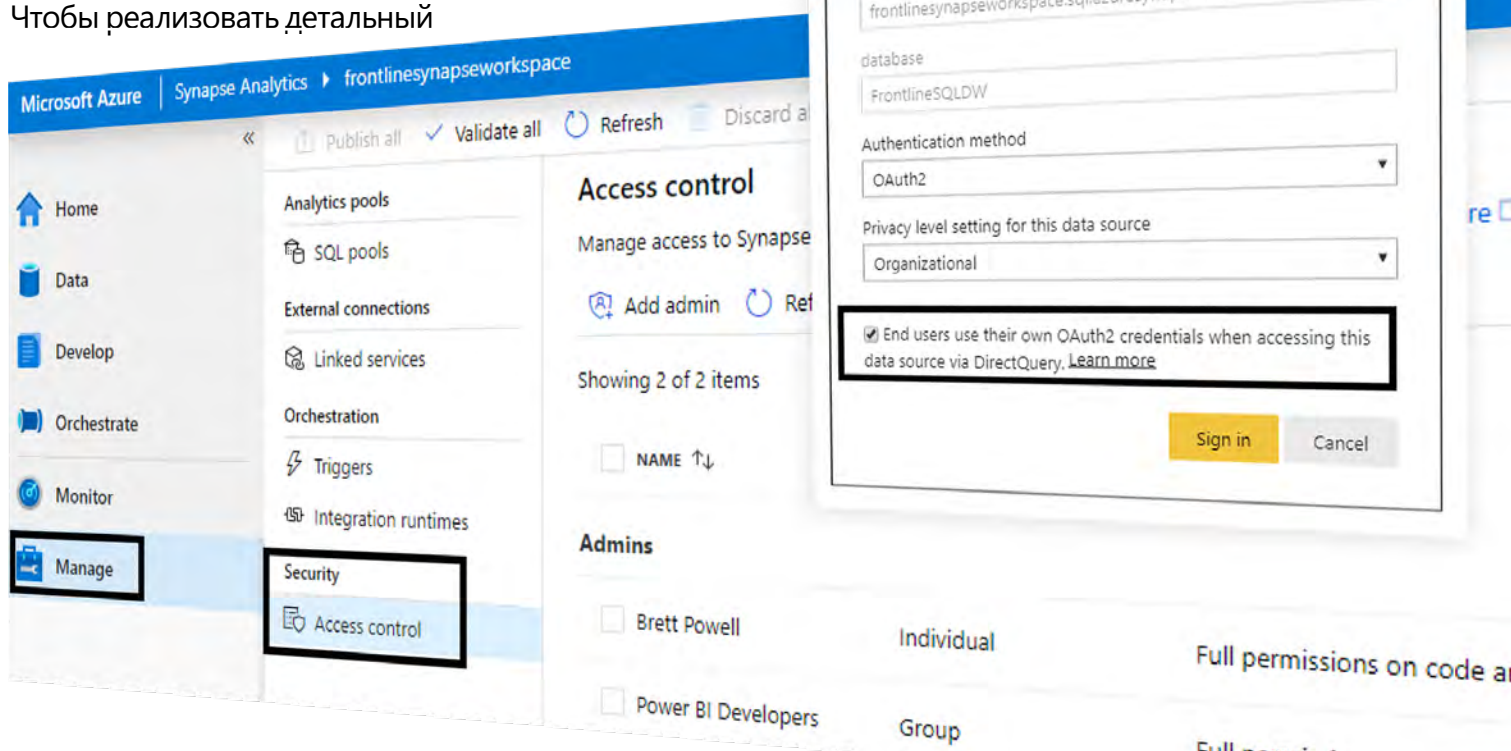 Чтобы реализовать детальный
Microsoft Azure | Synapse Analytics ▸ frontlinesynapseworkspace
«
Home
Data
Develop
Orchestrate
Monitor
Manage
Publish all
Validate all
Refresh
Discard
Analytics pools
SQL pools
External connections
Linked services
Orchestration
Triggers
Integration runtimes
Security
Access control
Access control
Manage access to Synapse
Add admin
Ref
Showing 2 of 2 items
NAME ↑↓
Admins
Brett Powell
Individual
Full permissions on code
Power BI Developers
Group
database
FrontlineSQLDW
Authentication method
OAuth2
Privacy level setting for this data source
Organizational
End users use their own OAuth2 credentials when accessing this
data source via DirectQuery. Learn more
Sign in
Cancel
re